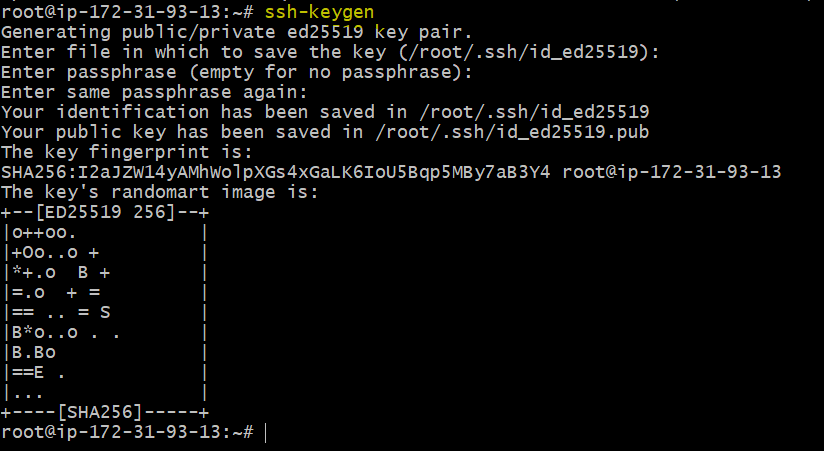 root@ip-172-31-93-13:~# ssh-keygen
Generating public/private ed25519 key pair.
Enter file in which to save the key (/root/.ssh/id_ed25519):
Enter passphrase (empty for no passphrase):
Enter same passphrase again:
Your identification has been saved in /root/.ssh/id_ed25519
Your public key has been saved in /root/.ssh/id_ed25519.pub
The key fingerprint is:
SHA256:I2aJZW14yAMhWolpXGs4xGaLK6IoU5Bqp5MBy7aB3Y4 root@ip-172-31-93-13
The key's randomart image is:
+--[ED25519 256]--+
|o++oo.           |
|+Oo..o +         |
|*+.o  B +        |
|=.o  + =         |
|== .. = S        |
|B*o..o . .       |
|B.Bo             |
|==E .            |
|...              |
+----[SHA256]-----+
root@ip-172-31-93-13:~#